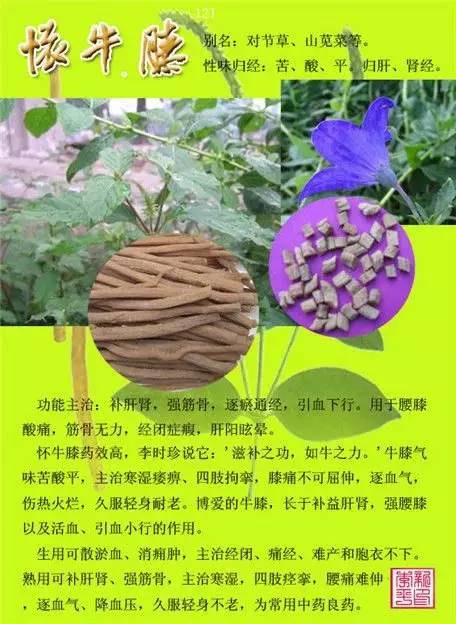 怀牛膝
别名：对节草、山苋菜等。
性味归经：苦、酸、平。归肝、肾经。
功能主治：补肝肾，强筋骨，逐瘀通经，引血下行。用于腰膝
酸痛，筋骨无力，经闭症瘕，肝阳眩晕。
怀牛膝药效高，李时珍说它：'滋补之功，如牛之力。'牛膝气
味苦酸平，主治寒湿痿痹、四肢拘挛，膝痛不可屈伸，逐血气，
伤热火烂，久服轻身耐老。博爱的牛膝，长于补益肝肾，强腰膝
以及活血、引血小行的作用。
生用可散淤血、消痈肿，主治经闭、痛经、难产和胞衣不下。
熟用可补肝肾、强筋骨，主治寒湿，四肢痉挛，腰痛难伸
，逐血气、降血压，久服轻身不老，为常用中药良药。